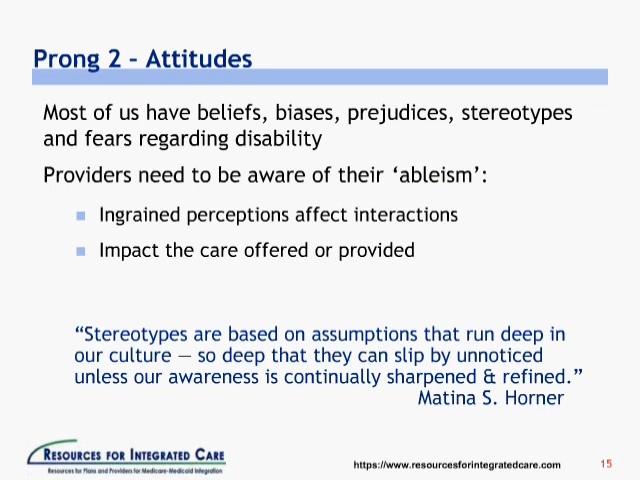 Prong 2 – Attitudes
Most of us have beliefs, biases, prejudices, stereotypes
and fears regarding disability
Providers need to be aware of their ‘ableism’:
Ingrained perceptions affect interactions
Impact the care offered or provided
“Stereotypes are based on assumptions that run deep in
our culture — so deep that they can slip by unnoticed
unless our awareness is continually sharpened & refined.”
Matina S. Horner
RESOURCES FOR INTEGRATED CARE
Resources for Plans and Providers for Medicare-Medicaid Integration
https://www.resourcesforintegratedcare.com
15